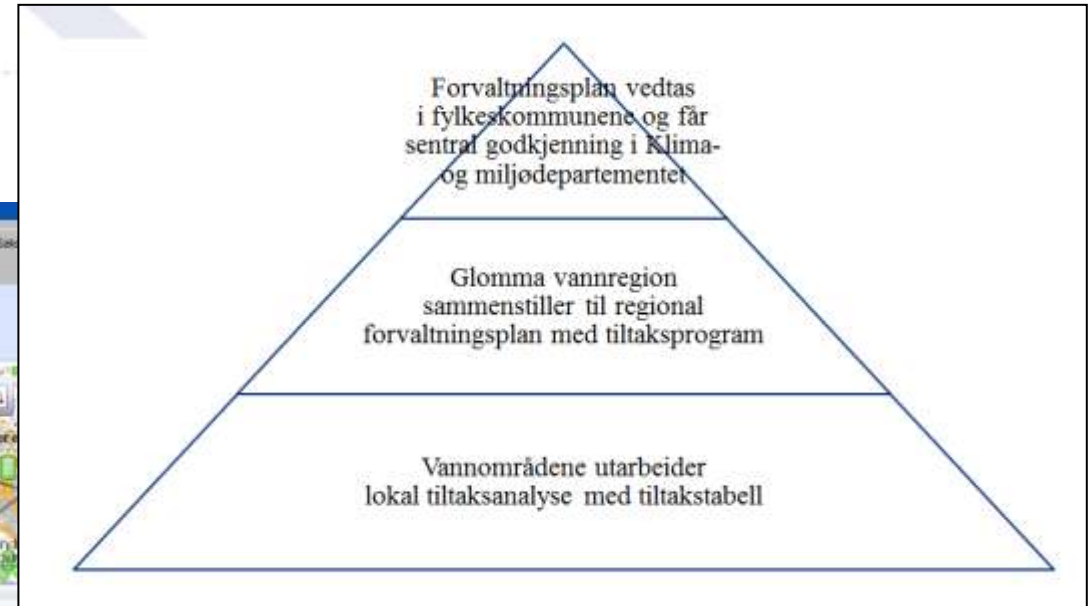 Forvaltningsplan vedtas
i fylkeskommunene og får
sentral godkjenning i Klima-
og miljødepartementet
Glomma vannregion
sammenstiller til regional
forvaltningsplan med tiltaksprogram
Vannområdene utarbeider
lokal tiltaksanalyse med tiltakstabell